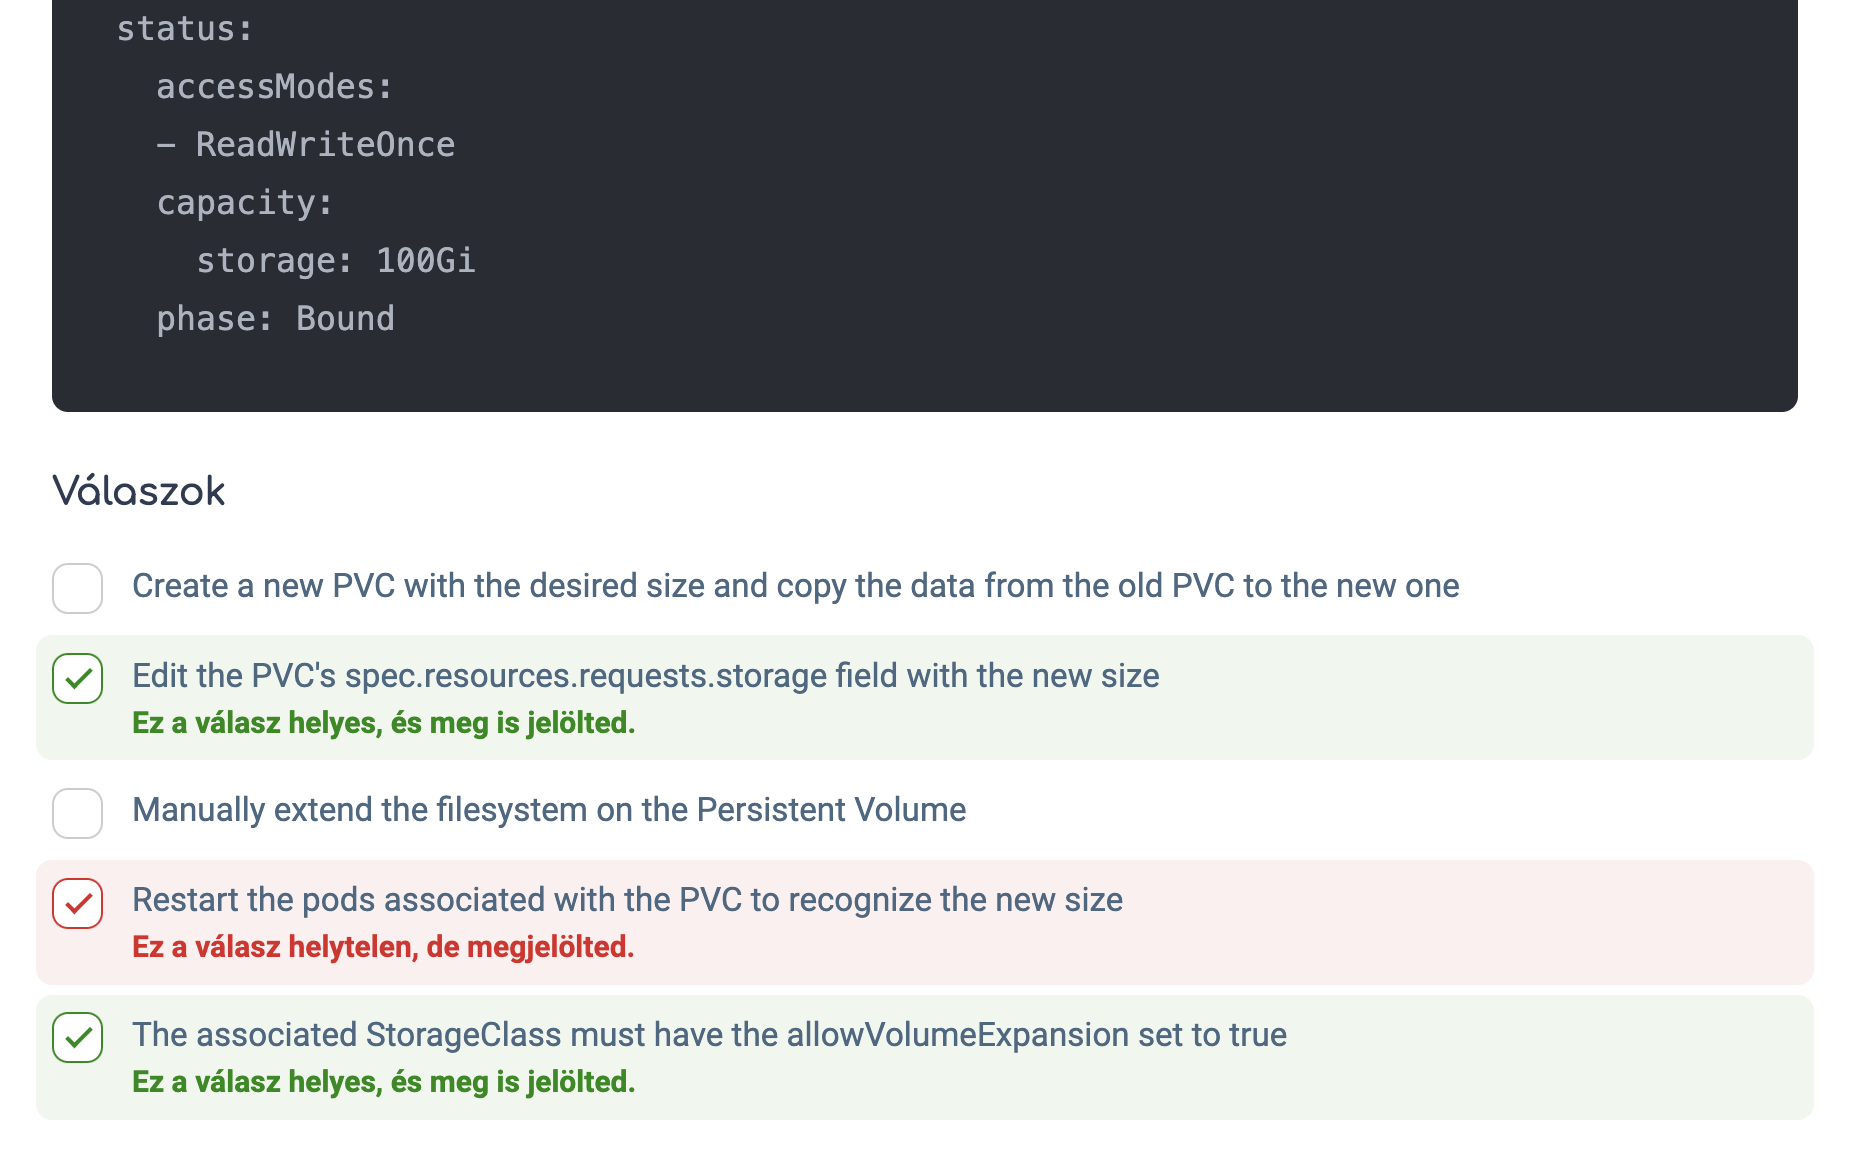 status:
  accessModes:
  – ReadWriteOnce
  capacity:
    storage: 100Gi
  phase: Bound
Válaszok
Create a new PVC with the desired size and copy the data from the old PVC to the new one
Edit the PVC's spec.resources.requests.storage field with the new size
Ez a válasz helyes, és meg is jelölted.
Manually extend the filesystem on the Persistent Volume
Restart the pods associated with the PVC to recognize the new size
Ez a válasz helytelen, de megjelölted.
The associated StorageClass must have the allowVolumeExpansion set to true
Ez a válasz helyes, és meg is jelölted.